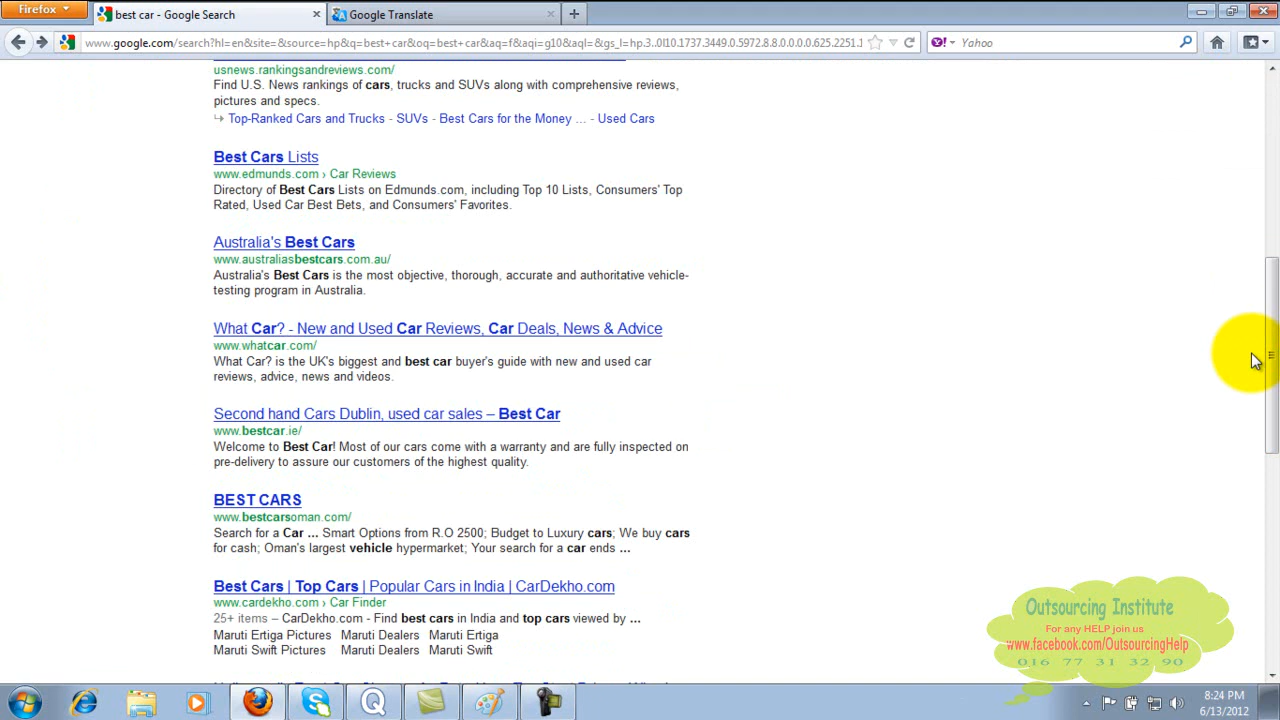 Firefox
best car - Google Search
Google Translate
www.google.com/search?hl=en&site=&source=hp&q=best+car&oq=best+car&aq=f&aqi=g10&aql=&gs_l=hp.3..0l10.1737.3449.0.5972.8.8.0.0.0.0.625.2251.1
Yahoo
usnews.rankingsandreviews.com/
Find U.S. News rankings of cars, trucks and SUVs along with comprehensive reviews,
pictures and specs.
Top-Ranked Cars and Trucks - SUVs - Best Cars for the Money ... - Used Cars
Best Cars Lists
www.edmunds.com › Car Reviews
Directory of Best Cars Lists on Edmunds.com, including Top 10 Lists, Consumers' Top
Rated, Used Car Best Bets, and Consumers' Favorites.
Australia's Best Cars
www.australiasbestcars.com.au/
Australia's Best Cars is the most objective, thorough, accurate and authoritative vehicle-
testing program in Australia.
What Car? - New and Used Car Reviews, Car Deals, News & Advice
www.whatcar.com/
What Car? is the UK's biggest and best car buyer's guide with new and used car
reviews, advice, news and videos.
Second hand Cars Dublin, used car sales – Best Car
www.bestcar.ie/
Welcome to Best Car! Most of our cars come with a warranty and are fully inspected on
pre-delivery to assure our customers of the highest quality.
BEST CARS
www.bestcarsoman.com/
Search for a Car ... Smart Options from R.O 2500; Budget to Luxury cars; We buy cars
for cash; Oman's largest vehicle hypermarket; Your search for a car ends ...
Best Cars | Top Cars | Popular Cars in India | CarDekho.com
www.cardekho.com › Car Finder
25+ items – CarDekho.com - Find best cars in India and top cars viewed by ...
Maruti Ertiga Pictures Maruti Dealers Maruti Ertiga
Maruti Swift Pictures Maruti Dealers Maruti Swift
Outsourcing Institute
For any HELP join us
www.facebook.com/OutsourcingHelp
016 77 31 32 90
8:24 PM
6/13/2012